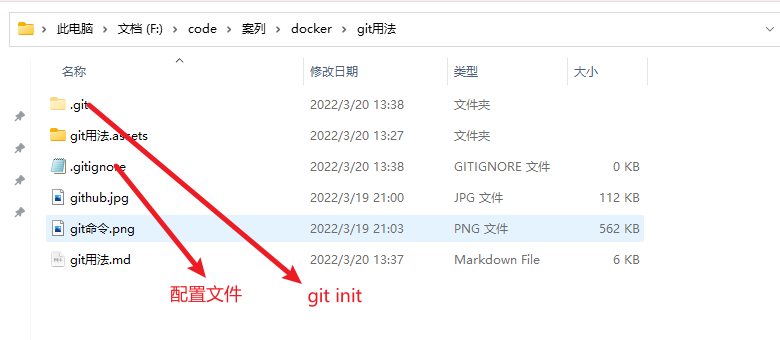 此电脑 › 文档 (F:) › code › 案列 › docker › git用法
名称 修改日期 类型 大小
.git 2022/3/20 13:38 文件夹
git用法.assets 2022/3/20 13:27 文件夹
.gitignore 2022/3/20 13:38 GITIGNORE 文件 0 KB
github.jpg 2022/3/19 21:00 JPG 文件 112 KB
git命令.png 2022/3/19 21:03 PNG 文件 562 KB
git用法.md 2022/3/20 13:37 Markdown File 6 KB
配置文件 git init